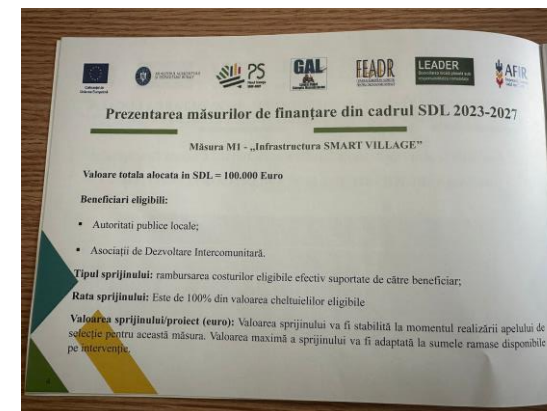 PS
GAL
FEADR
LEADER
AFIR
Prezentarea măsurilor de finanțare din cadrul SDL 2023-2027
Măsura M1 - „Infrastructura SMART VILLAGE”
Valoare totala alocata in SDL = 100.000 Euro
Beneficiari eligibili:
▪ Autoritati publice locale;
▪ Asociații de Dezvoltare Intercomunitară.
Tipul sprijinului: rambursarea costurilor eligibile efectiv suportate de către beneficiar;
Rata sprijinului: Este de 100% din valoarea cheltuielilor eligibile
Valoarea sprijinului/proiect (euro): Valoarea sprijinului va fi stabilită la momentul realizării apelului de
selecție pentru această măsura. Valoarea maximă a sprijinului va fi adaptată la sumele ramase disponibile
pe intervenție.